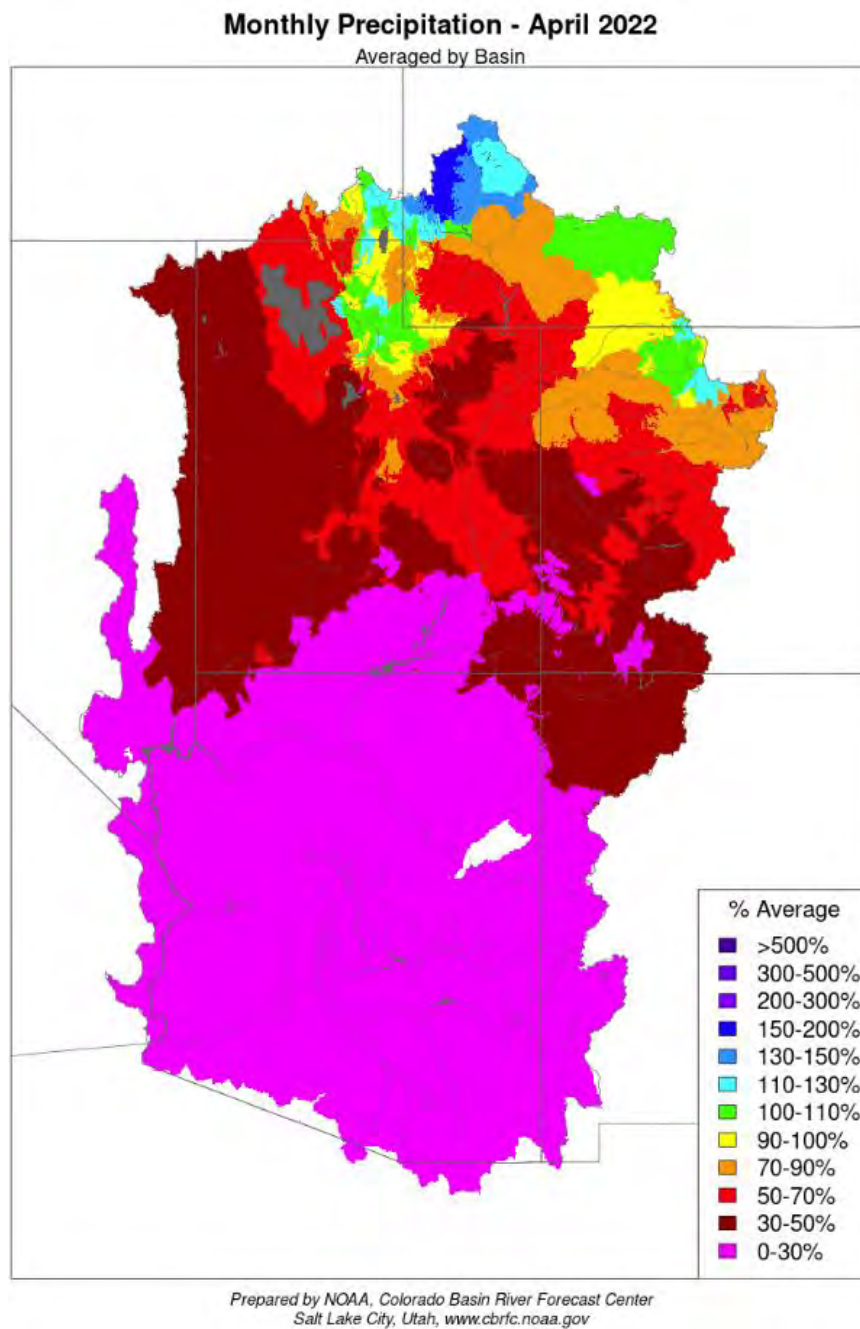 Monthly Precipitation - April 2022
Averaged by Basin
% Average
>500%
300-500%
200-300%
150-200%
130-150%
110-130%
100-110%
90-100%
70-90%
50-70%
30-50%
0-30%
Prepared by NOAA, Colorado Basin River Forecast Center
Salt Lake City, Utah, www.cbrfc.noaa.gov